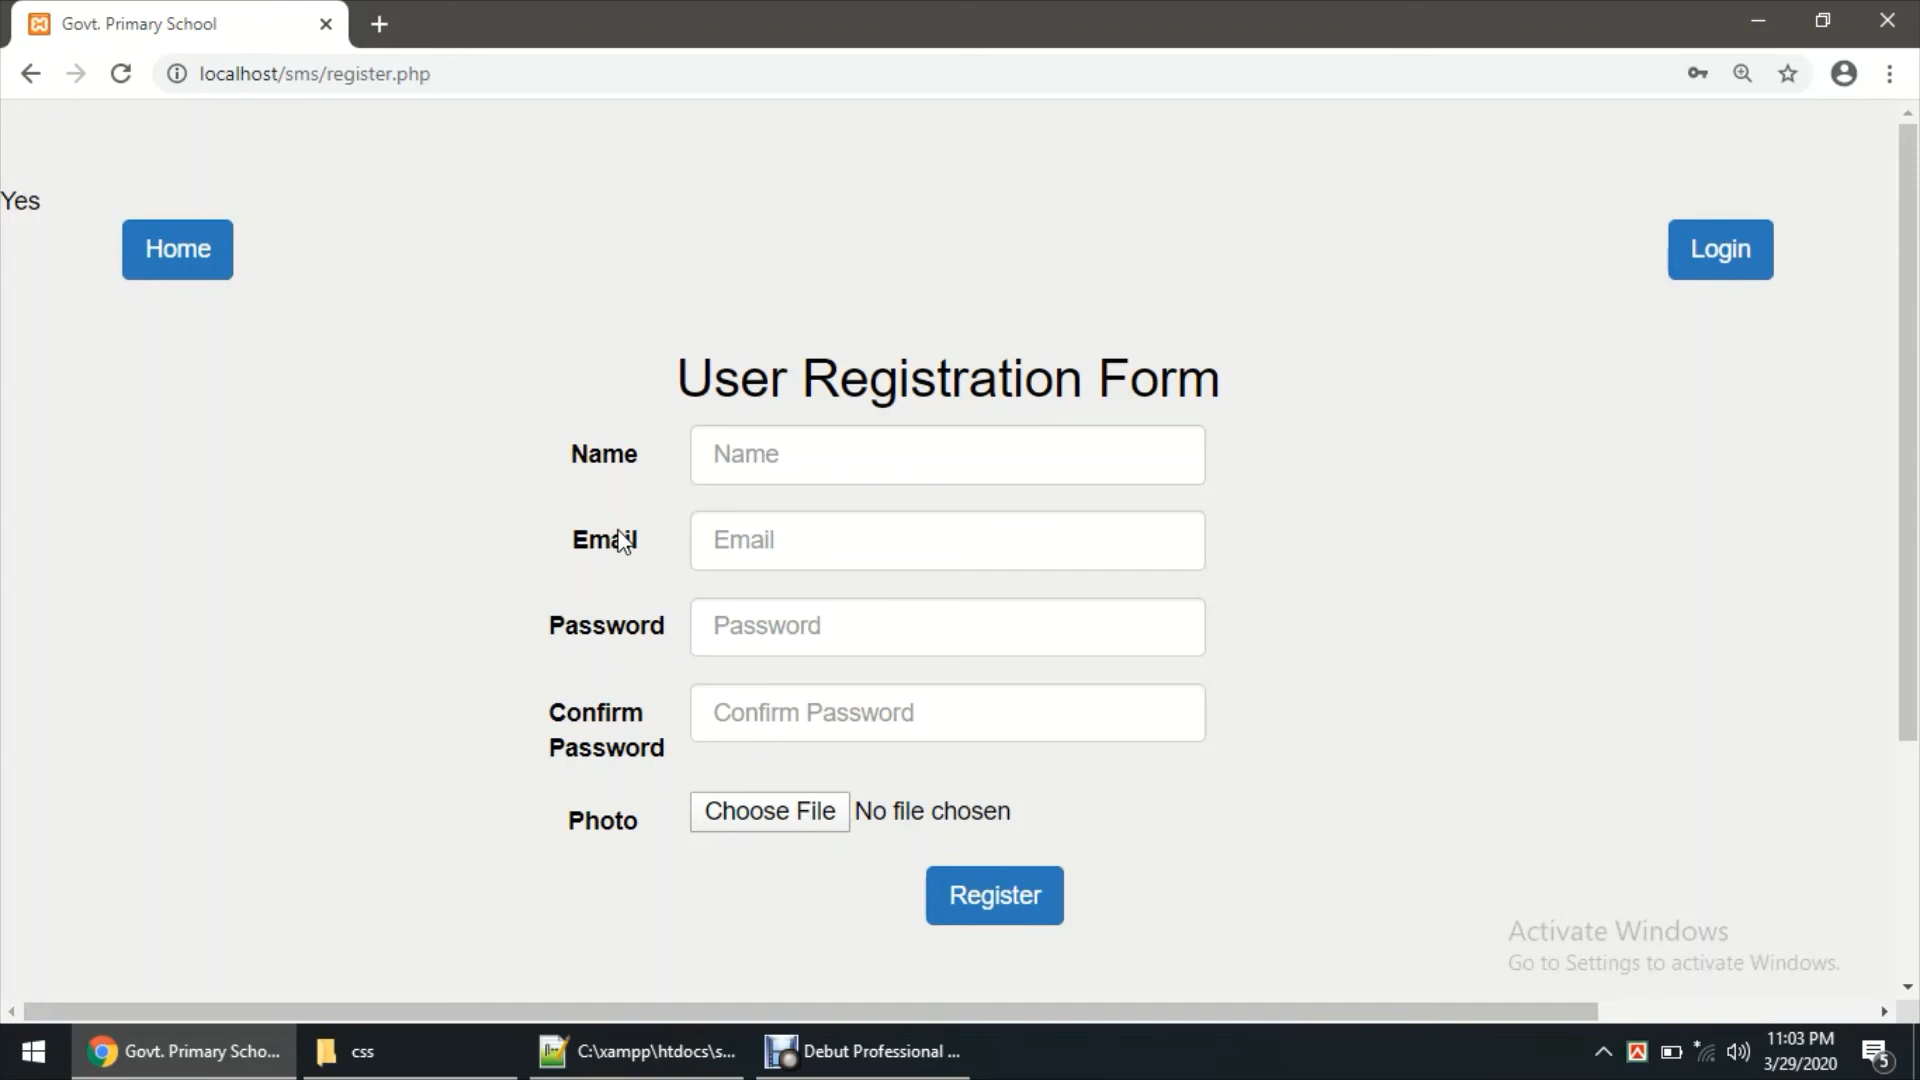 Govt. Primary School
localhost/sms/register.php
Yes
Home
Login
User Registration Form
Name
Name
Email
Email
Password
Password
Confirm
Password
Confirm Password
Photo
Choose File
No file chosen
Register
Activate Windows
Go to Settings to activate Windows.
Govt. Primary Scho...
css
C:\xampp\htdocs\s...
Debut Professional ...
11:03 PM
3/29/2020
5